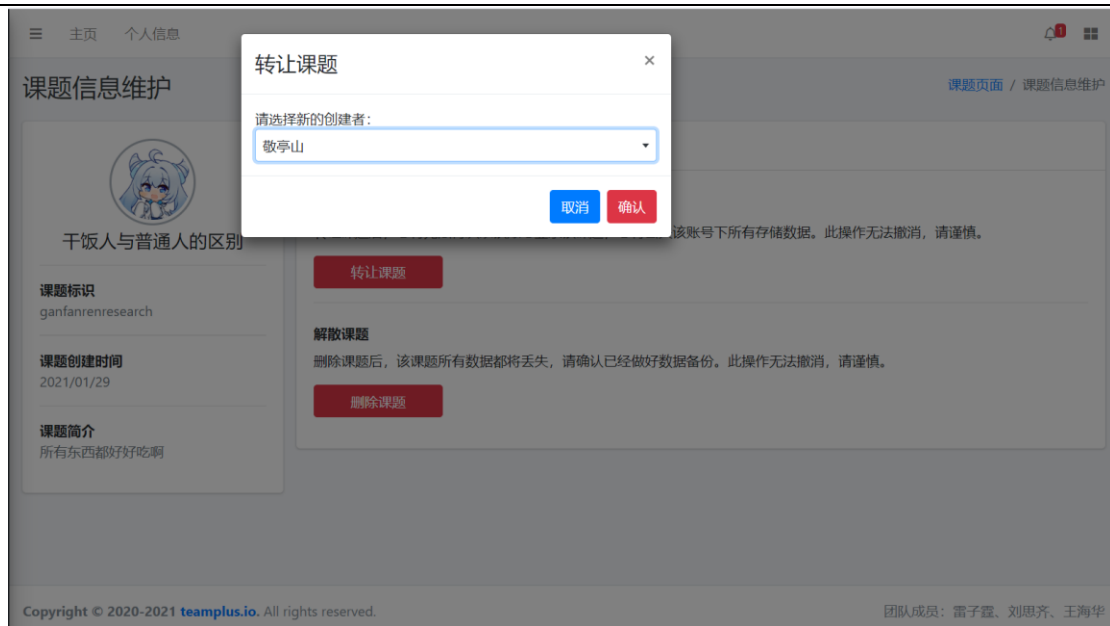 主页 个人信息
1
课题信息维护
课题页面 / 课题信息维护
转让课题
×
请选择新的创建者：
敬亭山
取消 确认
干饭人与普通人的区别
课题标识
ganfanrenresearch
课题创建时间
2021/01/29
课题简介
所有东西都好好吃啊
该账号下所有存储数据。此操作无法撤消，请谨慎。
转让课题
解散课题
删除课题后，该课题所有数据都将丢失，请确认已经做好数据备份。此操作无法撤消，请谨慎。
删除课题
Copyright © 2020-2021 teamplus.io. All rights reserved.
团队成员：雷子霆、刘思齐、王海华